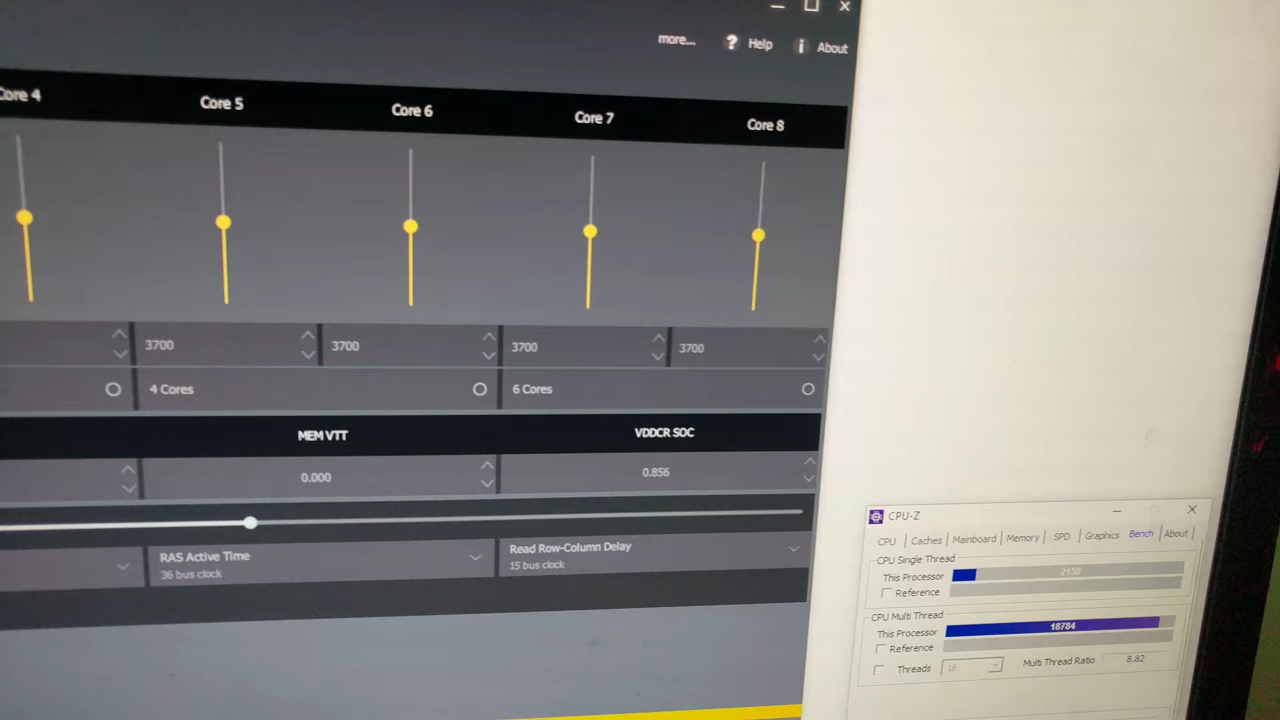 more... Help About
Core 4 Core 5 Core 6 Core 7 Core 8
3700 3700 3700 3700
4 Cores 6 Cores
MEM VTT VDDCR SOC
0.000 0.856
RAS Active Time
36 bus clock
Read Row-Column Delay
15 bus clock
CPU-Z
CPU Caches Mainboard Memory SPD Graphics Bench About
CPU Single Thread
This Processor
Reference
CPU Multi Thread
This Processor 18784
Reference
Threads 16 Multi Thread Ratio 8.82